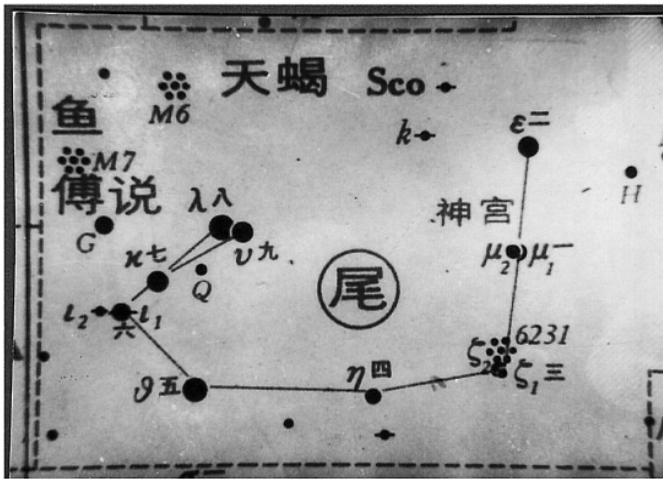 天蝎 Sco
M6
鱼
k
ε二
M7
傅说
λ八
神宮
H
G
υ九
κ七
Q
μ₂ μ₁一
尾
ι₂ ι₁
六
6231
ζ₂ ζ₁三
ϑ五
η四